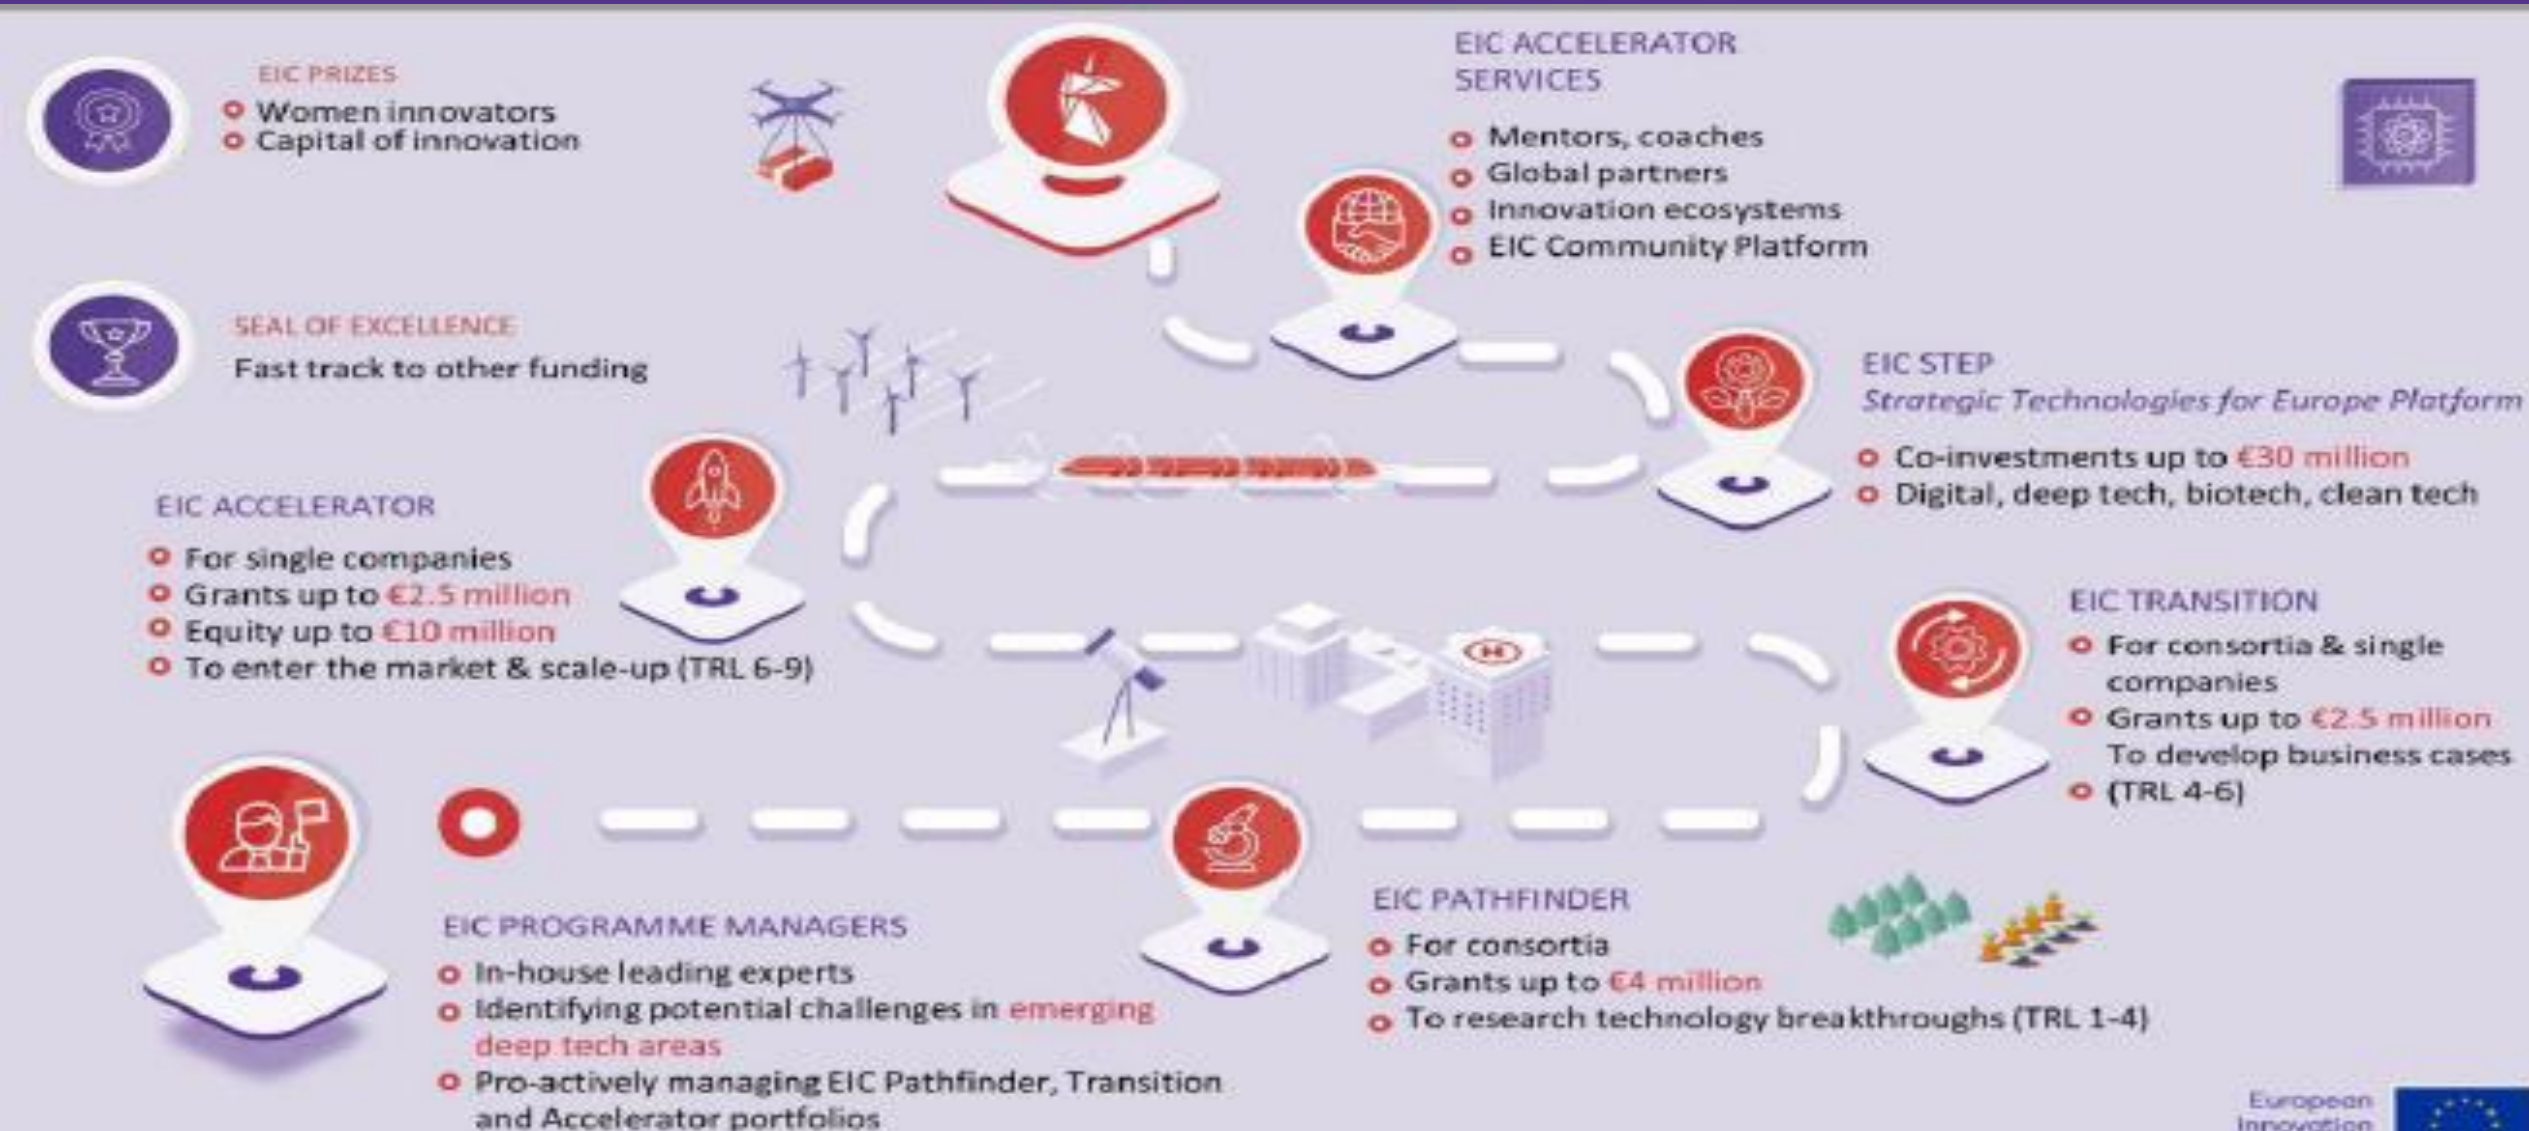 EIC PRIZES
Women innovators
Capital of innovation
SEAL OF EXCELLENCE
Fast track to other funding
EIC ACCELERATOR
SERVICES
Mentors, coaches
Global partners
Innovation ecosystems
EIC Community Platform
EIC STEP
Strategic Technologies for Europe Platform
Co-investments up to €30 million
Digital, deep tech, biotech, clean tech
EIC ACCELERATOR
For single companies
Grants up to €2.5 million
Equity up to €10 million
To enter the market & scale-up (TRL 6-9)
EIC TRANSITION
For consortia & single
companies
Grants up to €2.5 million
To develop business cases
(TRL 4-6)
H
EIC PROGRAMME MANAGERS
In-house leading experts
Identifying potential challenges in emerging
deep tech areas
Pro-actively managing EIC Pathfinder, Transition
and Accelerator portfolios
EIC PATHFINDER
For consortia
Grants up to €4 million
To research technology breakthroughs (TRL 1-4)
European
Innovation